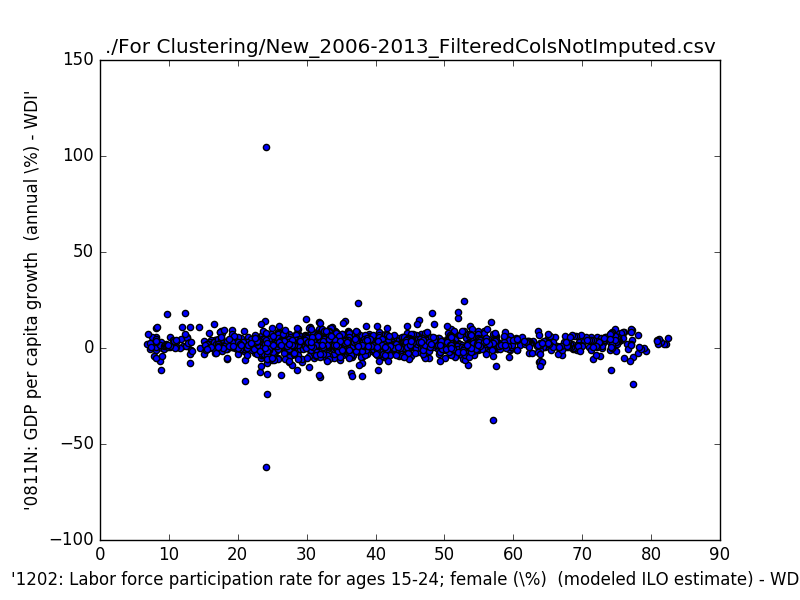 ./For Clustering/New_2006-2013_FilteredColsNotImputed.csv
'0811N: GDP per capita growth  (annual \%) - WDI'
150
100
50
0
−50
−100
0 10 20 30 40 50 60 70 80 90
'1202: Labor force participation rate for ages 15-24; female (\%)  (modeled ILO estimate) - WD